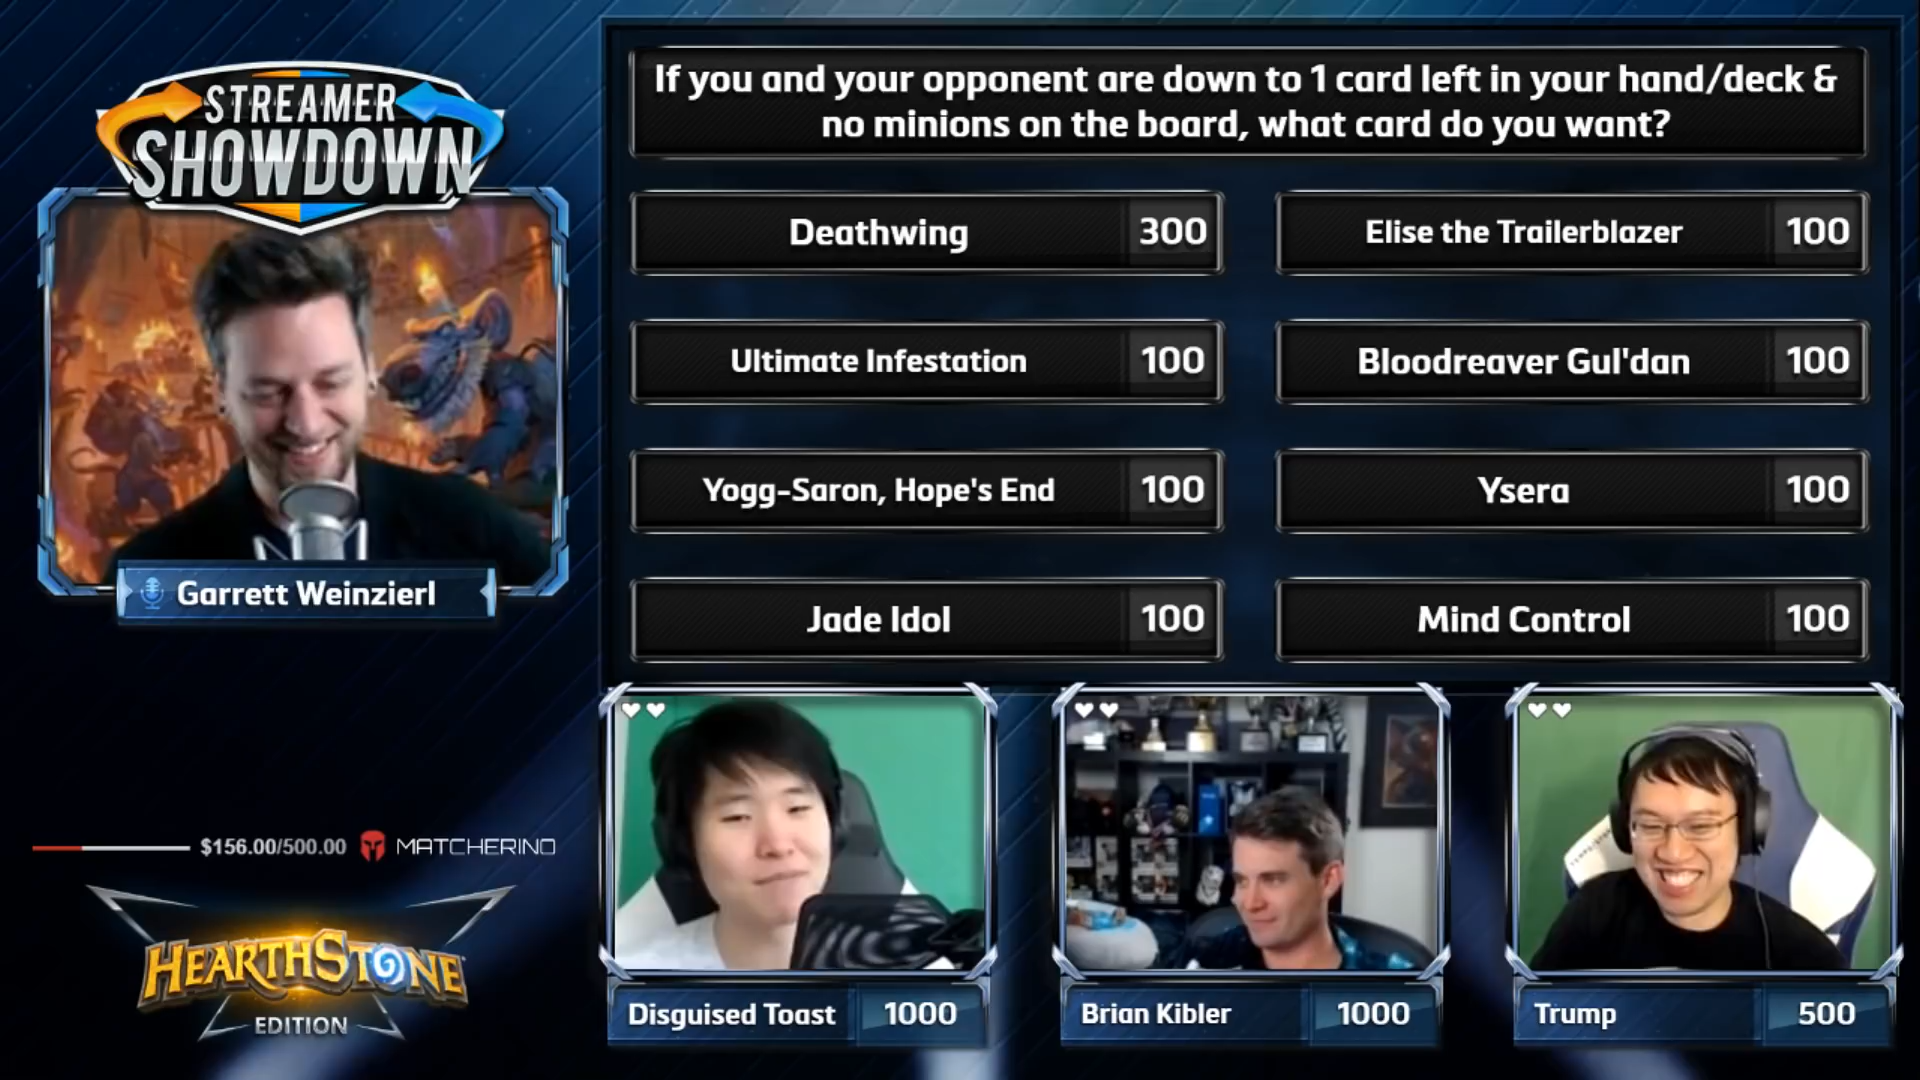 STREAMER
SHOWDOWN
If you and your opponent are down to 1 card left in your hand/deck &
no minions on the board, what card do you want?
Deathwing 300
Elise the Trailerblazer 100
Ultimate Infestation 100
Bloodreaver Gul'dan 100
Yogg-Saron, Hope's End 100
Ysera 100
Jade Idol 100
Mind Control 100
Garrett Weinzierl
$156.00/500.00 MATCHERINO
HEARTHSTONE
EDITION
Disguised Toast 1000
Brian Kibler 1000
Trump 500